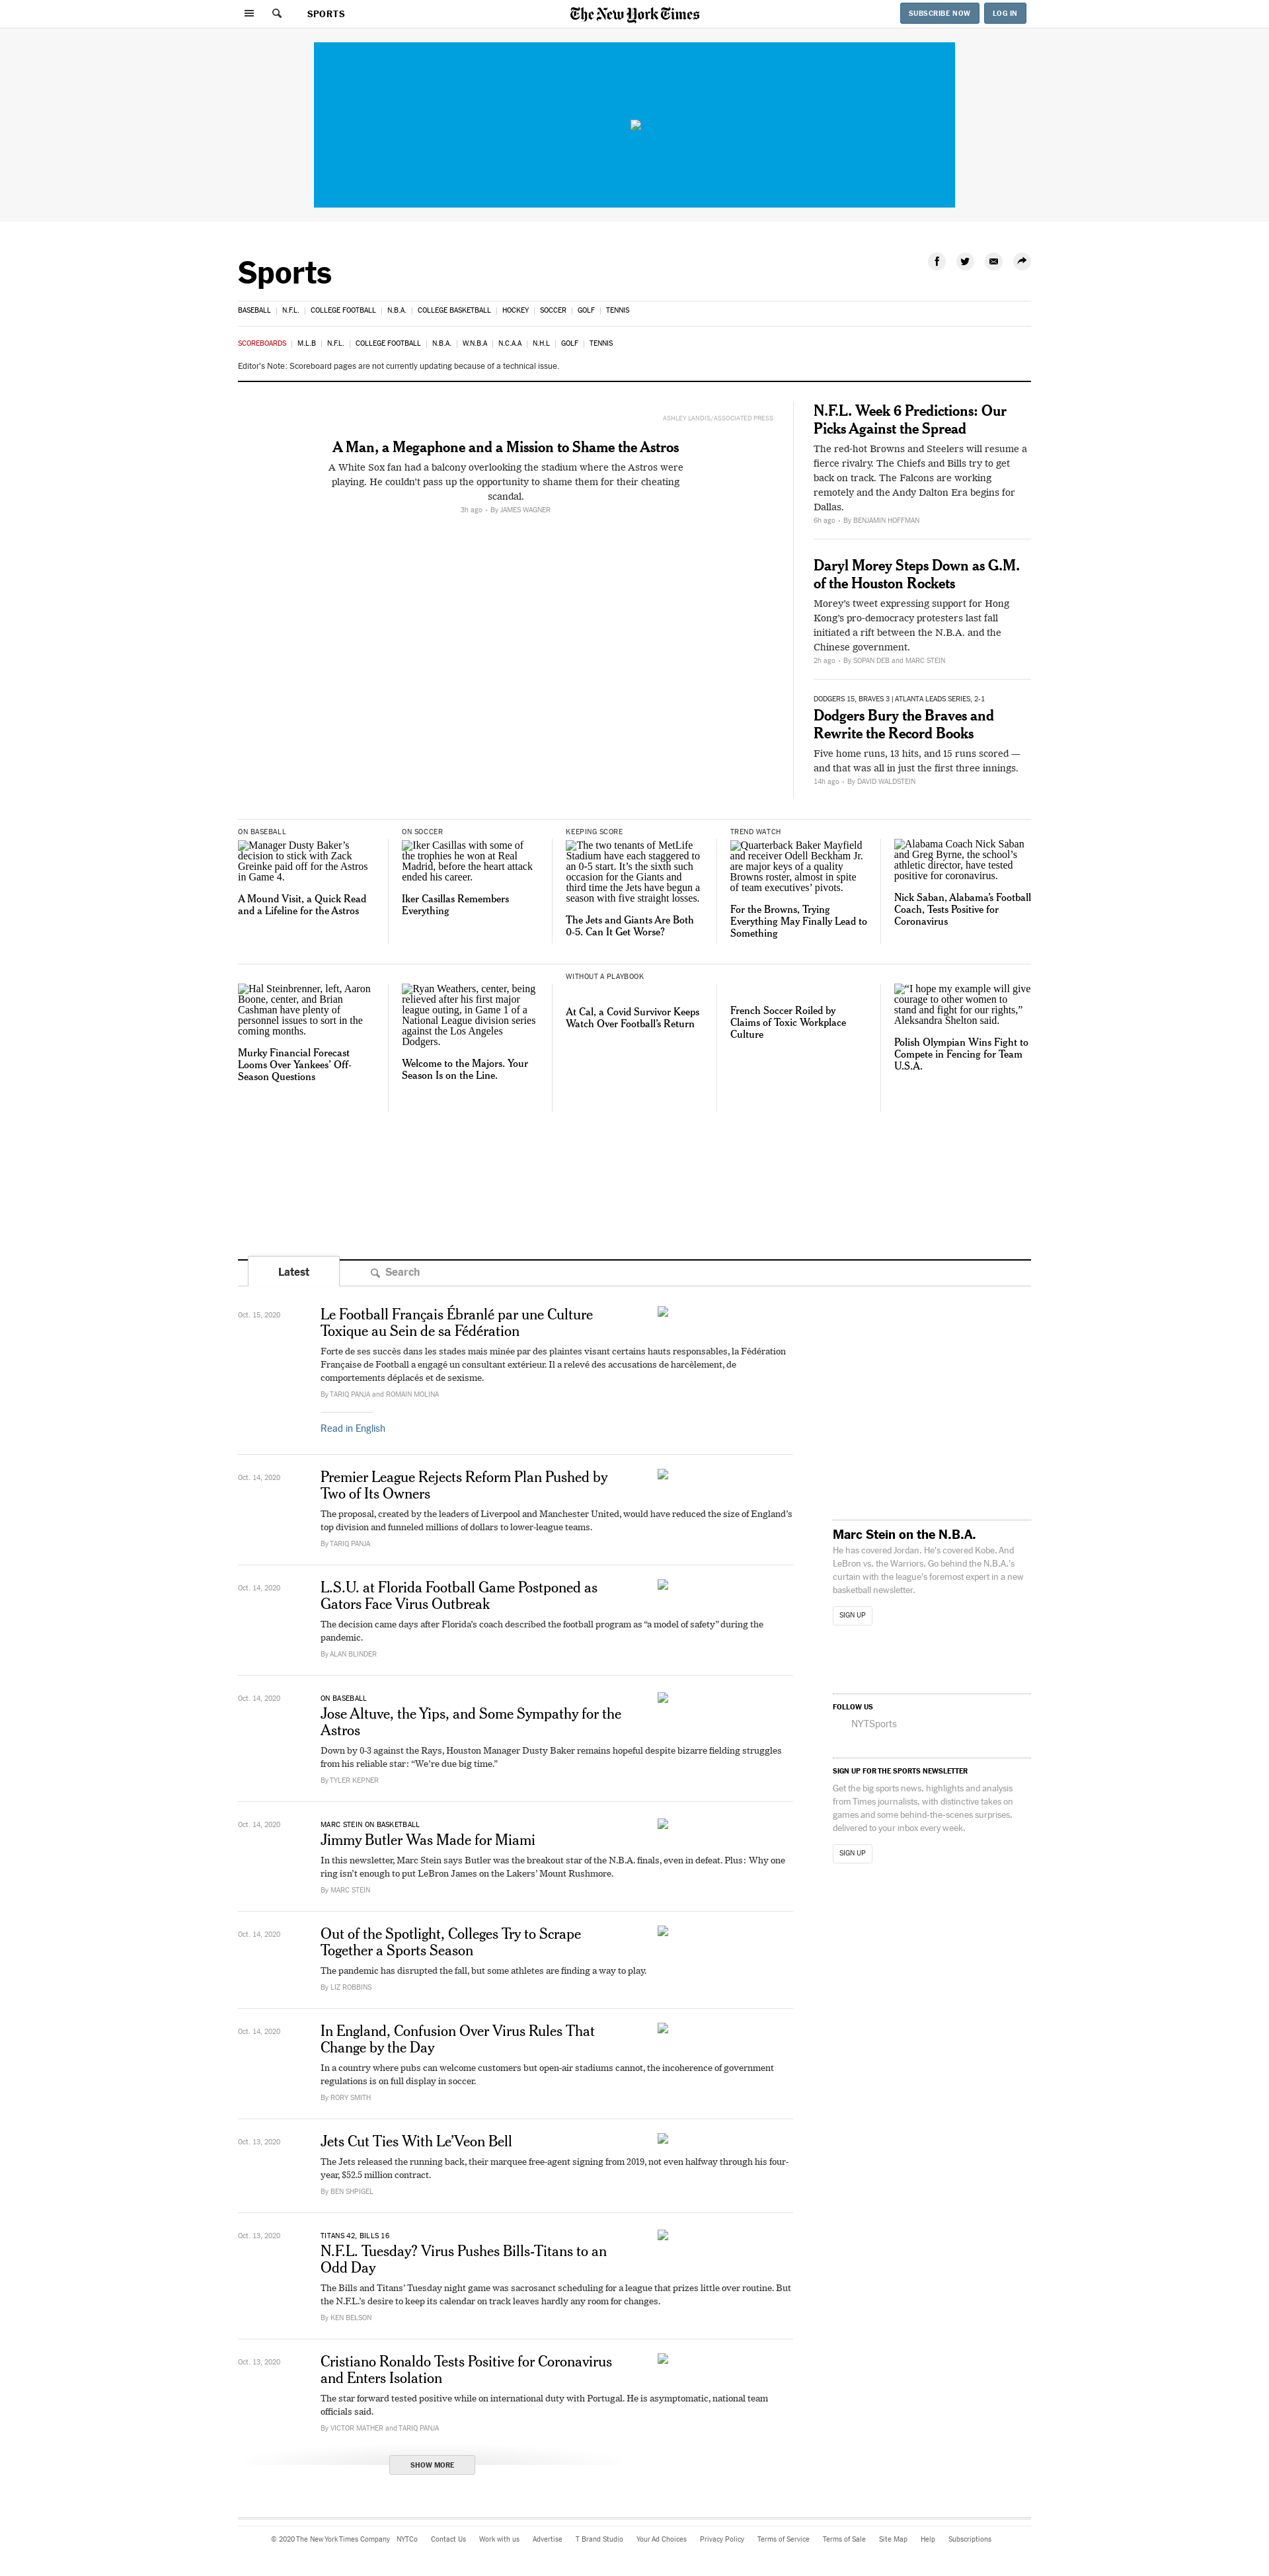 SPORTS
The New York Times
SUBSCRIBE NOW
LOG IN
Sports
BASEBALL | N.F.L. | COLLEGE FOOTBALL | N.B.A. | COLLEGE BASKETBALL | HOCKEY | SOCCER | GOLF | TENNIS
SCOREBOARDS | M.L.B | N.F.L. | COLLEGE FOOTBALL | N.B.A. | W.N.B.A | N.C.A.A | N.H.L | GOLF | TENNIS
Editor's Note: Scoreboard pages are not currently updating because of a technical issue.
ASHLEY LANDIS/ASSOCIATED PRESS
A Man, a Megaphone and a Mission to Shame the Astros
A White Sox fan had a balcony overlooking the stadium where the Astros were
playing. He couldn't pass up the opportunity to shame them for their cheating
scandal.
3h ago • By JAMES WAGNER
N.F.L. Week 6 Predictions: Our
Picks Against the Spread
The red-hot Browns and Steelers will resume a
fierce rivalry. The Chiefs and Bills try to get
back on track. The Falcons are working
remotely and the Andy Dalton Era begins for
Dallas.
6h ago • By BENJAMIN HOFFMAN
Daryl Morey Steps Down as G.M.
of the Houston Rockets
Morey's tweet expressing support for Hong
Kong's pro-democracy protesters last fall
initiated a rift between the N.B.A. and the
Chinese government.
2h ago • By SOPAN DEB and MARC STEIN
DODGERS 15, BRAVES 3 | ATLANTA LEADS SERIES, 2-1
Dodgers Bury the Braves and
Rewrite the Record Books
Five home runs, 13 hits, and 15 runs scored —
and that was all in just the first three innings.
14h ago • By DAVID WALDSTEIN
ON BASEBALL
Manager Dusty Baker's
decision to stick with Zack
Greinke paid off for the Astros
in Game 4.
A Mound Visit, a Quick Read
and a Lifeline for the Astros
ON SOCCER
Iker Casillas with some of
the trophies he won at Real
Madrid, before the heart attack
ended his career.
Iker Casillas Remembers
Everything
KEEPING SCORE
The two tenants of MetLife
Stadium have each staggered to
an 0-5 start. It's the sixth such
occasion for the Giants and
third time the Jets have begun a
season with five straight losses.
The Jets and Giants Are Both
0-5. Can It Get Worse?
TREND WATCH
Quarterback Baker Mayfield
and receiver Odell Beckham Jr.
are major keys of a quality
Browns roster, almost in spite
of team executives' pivots.
For the Browns, Trying
Everything May Finally Lead to
Something
Alabama Coach Nick Saban
and Greg Byrne, the school's
athletic director, have tested
positive for coronavirus.
Nick Saban, Alabama's Football
Coach, Tests Positive for
Coronavirus
Hal Steinbrenner, left, Aaron
Boone, center, and Brian
Cashman have plenty of
personnel issues to sort in the
coming months.
Murky Financial Forecast
Looms Over Yankees' Off-
Season Questions
Ryan Weathers, center, being
relieved after his first major
league outing, in Game 1 of a
National League division series
against the Los Angeles
Dodgers.
Welcome to the Majors. Your
Season Is on the Line.
WITHOUT A PLAYBOOK
At Cal, a Covid Survivor Keeps
Watch Over Football's Return
French Soccer Roiled by
Claims of Toxic Workplace
Culture
"I hope my example will give
courage to other women to
stand and fight for our rights,"
Aleksandra Shelton said.
Polish Olympian Wins Fight to
Compete in Fencing for Team
U.S.A.
Latest
Search
Oct. 15, 2020
Le Football Français Ébranlé par une Culture
Toxique au Sein de sa Fédération
Forte de ses succès dans les stades mais minée par des plaintes visant certains hauts responsables, la Fédération
Française de Football a engagé un consultant extérieur. Il a relevé des accusations de harcèlement, de
comportements déplacés et de sexisme.
By TARIQ PANJA and ROMAIN MOLINA
Read in English
Oct. 14, 2020
Premier League Rejects Reform Plan Pushed by
Two of Its Owners
The proposal, created by the leaders of Liverpool and Manchester United, would have reduced the size of England's
top division and funneled millions of dollars to lower-league teams.
By TARIQ PANJA
Oct. 14, 2020
L.S.U. at Florida Football Game Postponed as
Gators Face Virus Outbreak
The decision came days after Florida's coach described the football program as "a model of safety" during the
pandemic.
By ALAN BLINDER
Oct. 14, 2020
ON BASEBALL
Jose Altuve, the Yips, and Some Sympathy for the
Astros
Down by 0-3 against the Rays, Houston Manager Dusty Baker remains hopeful despite bizarre fielding struggles
from his reliable star: "We're due big time."
By TYLER KEPNER
Oct. 14, 2020
MARC STEIN ON BASKETBALL
Jimmy Butler Was Made for Miami
In this newsletter, Marc Stein says Butler was the breakout star of the N.B.A. finals, even in defeat. Plus: Why one
ring isn't enough to put LeBron James on the Lakers' Mount Rushmore.
By MARC STEIN
Oct. 14, 2020
Out of the Spotlight, Colleges Try to Scrape
Together a Sports Season
The pandemic has disrupted the fall, but some athletes are finding a way to play.
By LIZ ROBBINS
Oct. 14, 2020
In England, Confusion Over Virus Rules That
Change by the Day
In a country where pubs can welcome customers but open-air stadiums cannot, the incoherence of government
regulations is on full display in soccer.
By RORY SMITH
Oct. 13, 2020
Jets Cut Ties With Le'Veon Bell
The Jets released the running back, their marquee free-agent signing from 2019, not even halfway through his four-
year, $52.5 million contract.
By BEN SHPIGEL
Oct. 13, 2020
TITANS 42, BILLS 16
N.F.L. Tuesday? Virus Pushes Bills-Titans to an
Odd Day
The Bills and Titans' Tuesday night game was sacrosanct scheduling for a league that prizes little over routine. But
the N.F.L.'s desire to keep its calendar on track leaves hardly any room for changes.
By KEN BELSON
Oct. 13, 2020
Cristiano Ronaldo Tests Positive for Coronavirus
and Enters Isolation
The star forward tested positive while on international duty with Portugal. He is asymptomatic, national team
officials said.
By VICTOR MATHER and TARIQ PANJA
SHOW MORE
Marc Stein on the N.B.A.
He has covered Jordan. He's covered Kobe. And
LeBron vs. the Warriors. Go behind the N.B.A.'s
curtain with the league's foremost expert in a new
basketball newsletter.
SIGN UP
FOLLOW US
NYTSports
SIGN UP FOR THE SPORTS NEWSLETTER
Get the big sports news, highlights and analysis
from Times journalists, with distinctive takes on
games and some behind-the-scenes surprises,
delivered to your inbox every week.
SIGN UP
© 2020 The New York Times Company NYTCo Contact Us Work with us Advertise T Brand Studio Your Ad Choices Privacy Policy Terms of Service Terms of Sale Site Map Help Subscriptions